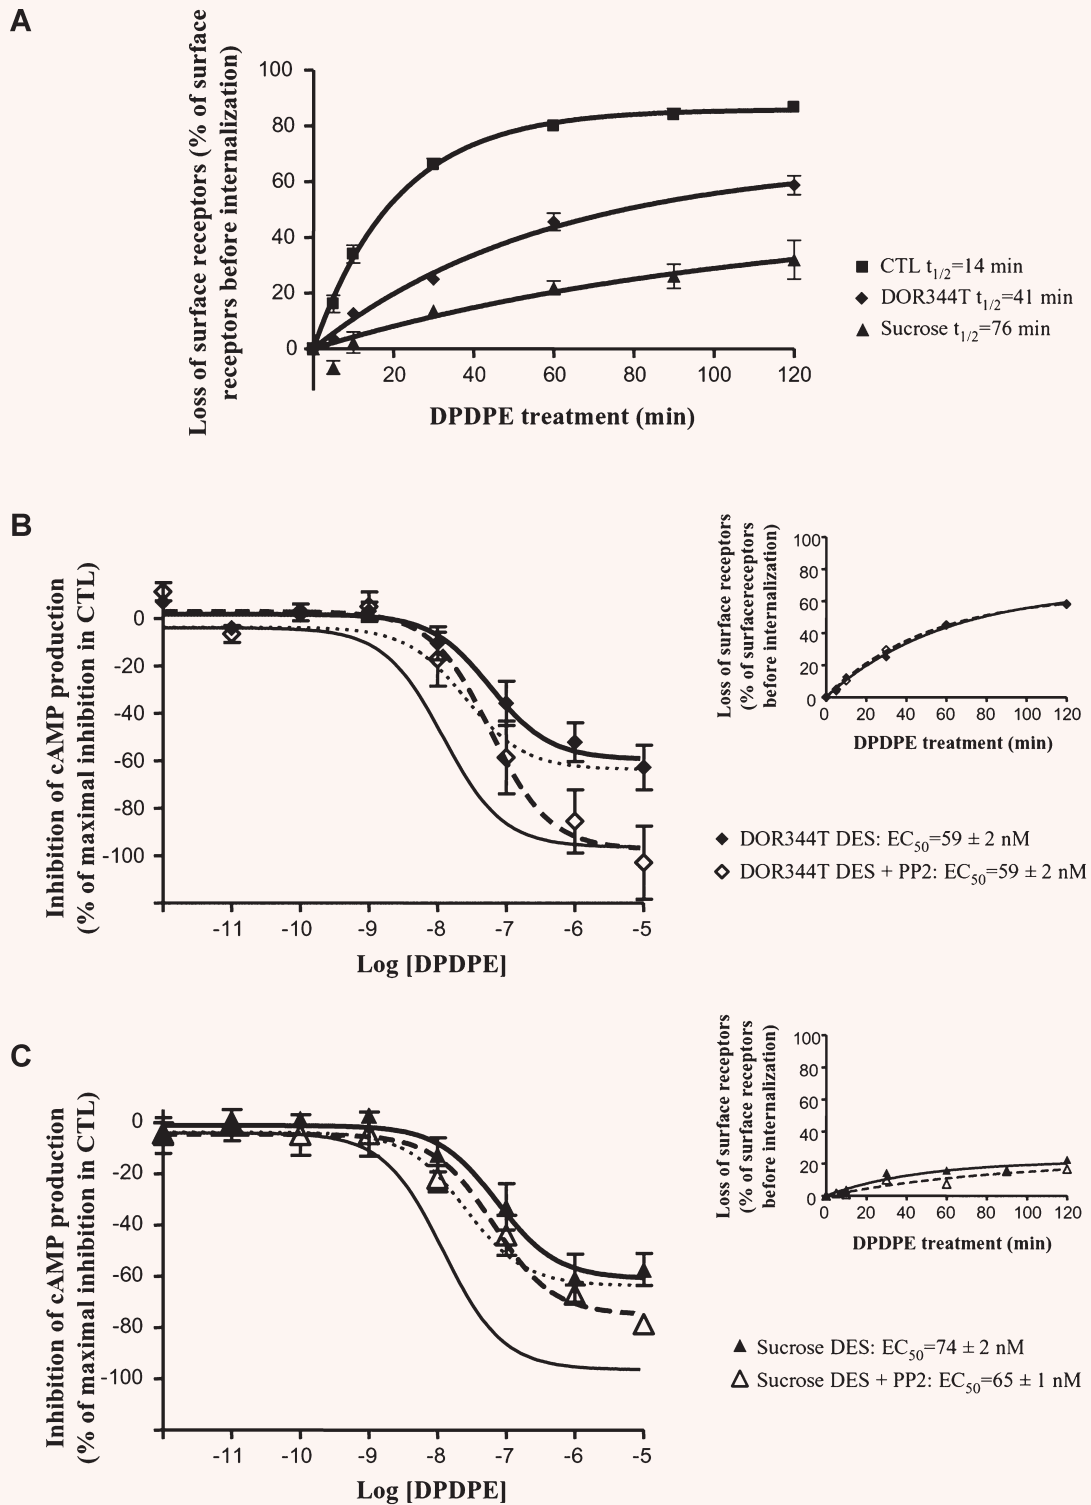 A
Loss of surface receptors (% of surface
receptors before internalization)
100
80
60
40
20
0
20 40 60 80 100 120
DPDPE treatment (min)
CTL t1/2=14 min
DOR344T t1/2=41 min
Sucrose t1/2=76 min
B
Inhibition of cAMP production
(% of maximal inhibition in CTL)
0
-20
-40
-60
-80
-100
-11 -10 -9 -8 -7 -6 -5
Log [DPDPE]
Loss of surface receptors
(% of surfacereceptors
before internalization)
100
80
60
40
20
0
0 20 40 60 80 100 120
DPDPE treatment (min)
DOR344T DES: EC50=59 ± 2 nM
DOR344T DES + PP2: EC50=59 ± 2 nM
C
Inhibition of cAMP production
(% of maximal inhibition in CTL)
0
-20
-40
-60
-80
-100
-11 -10 -9 -8 -7 -6 -5
Log [DPDPE]
Loss of surface receptors
(% of surface receptors
before internalization)
100
80
60
40
20
0
0 20 40 60 80 100 120
DPDPE treatment (min)
Sucrose DES: EC50=74 ± 2 nM
Sucrose DES + PP2: EC50=65 ± 1 nM